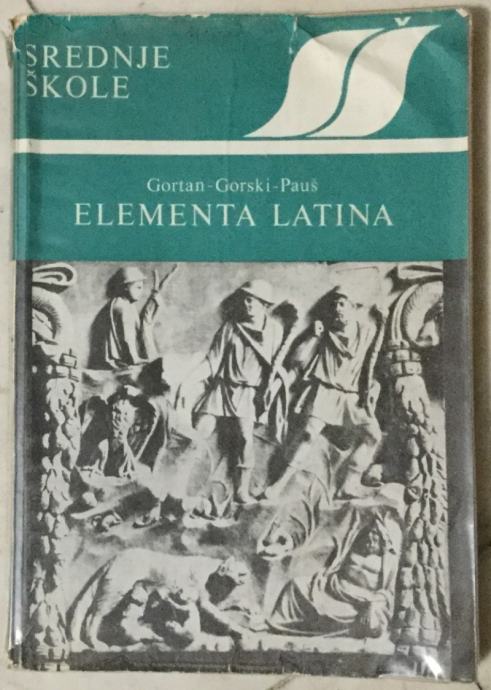 SREDNJE
ŠKOLE
Gortan-Gorski-Pauš
ELEMENTA LATINA